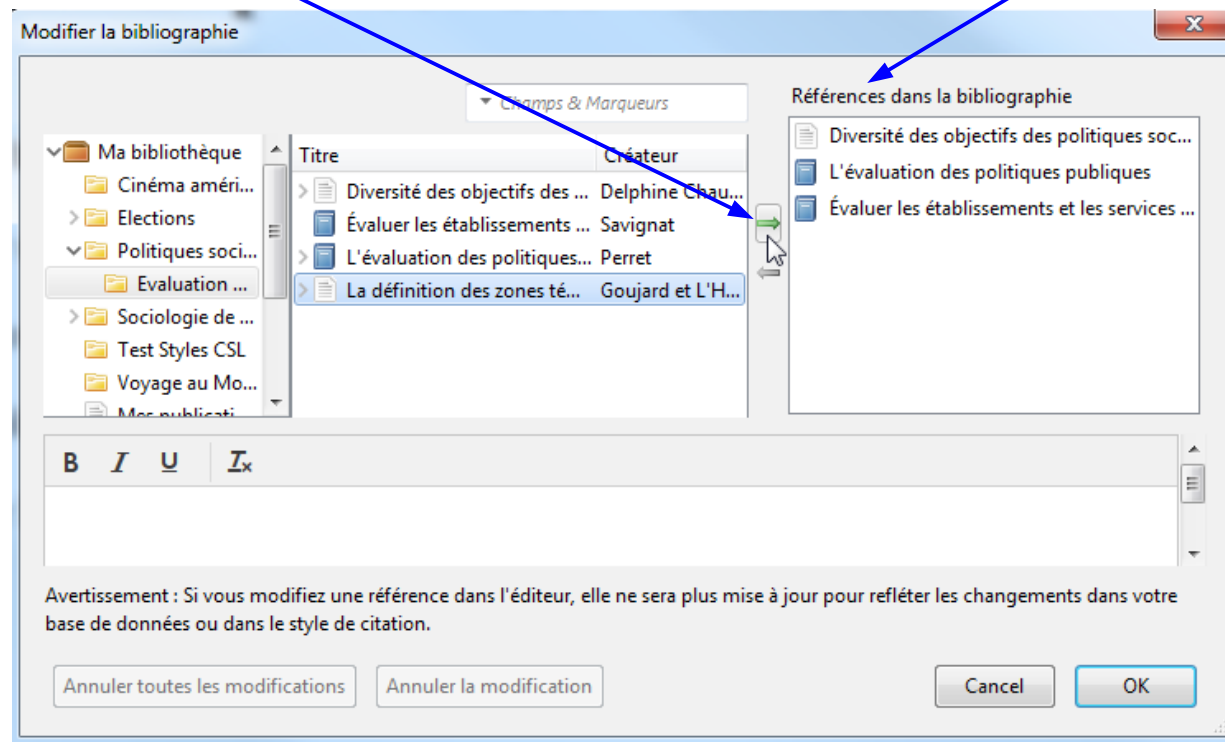 Modifier la bibliographie
Champs & Marqueurs
Références dans la bibliographie
Ma bibliothèque
Cinéma améri...
Elections
Politiques soci...
Evaluation ...
Sociologie de ...
Test Styles CSL
Voyage au Mo...
Mes publicati
Titre Créateur
Diversité des objectifs des ... Delphine Chau...
Évaluer les établissements ... Savignat
L'évaluation des politiques... Perret
La définition des zones té... Goujard et L'H...
Diversité des objectifs des politiques soc...
L'évaluation des politiques publiques
Évaluer les établissements et les services ...
B I U Tx
Avertissement : Si vous modifiez une référence dans l'éditeur, elle ne sera plus mise à jour pour refléter les changements dans votre
base de données ou dans le style de citation.
Annuler toutes les modifications Annuler la modification Cancel OK